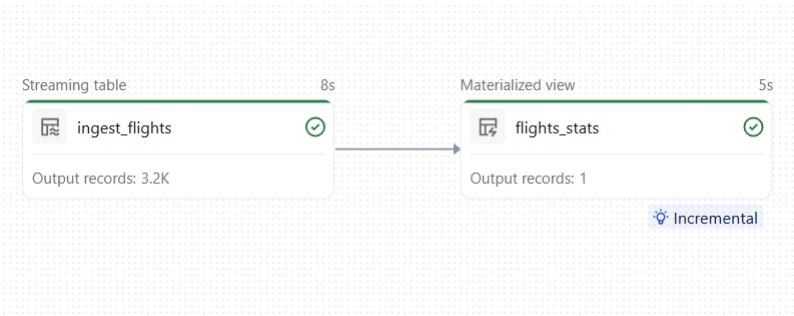 Streaming table 8s
ingest_flights
Output records: 3.2K
Materialized view 5s
flights_stats
Output records: 1
Incremental